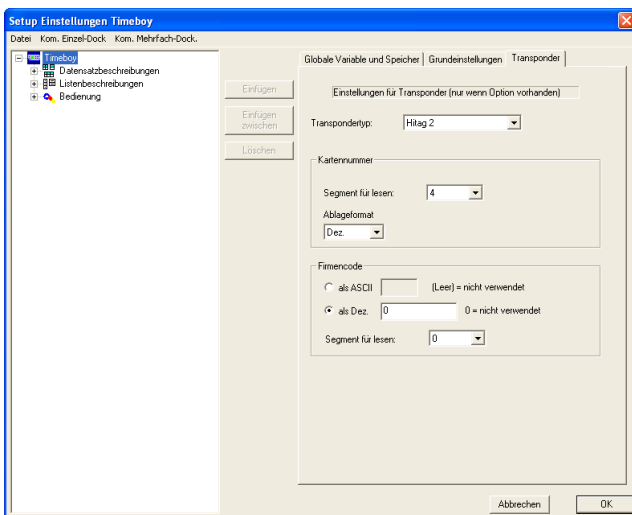 Setup Einstellungen Timeboy
Datei Kom. Einzel-Dock Kom. Mehrfach-Dock.
Timeboy
Datensatzbeschreibungen
Listenbeschreibungen
Bedienung
Einfügen
Einfügen
zwischen
Löschen
Globale Variable und Speicher Grundeinstellungen Transponder
Einstellungen für Transponder (nur wenn Option vorhanden)
Transpondertyp: Hitag 2
Kartennummer
Segment für lesen: 4
Ablageformat
Dez.
Firmencode
als ASCII (Leer) = nicht verwendet
als Dez. 0 0 = nicht verwendet
Segment für lesen: 0
Abbrechen OK